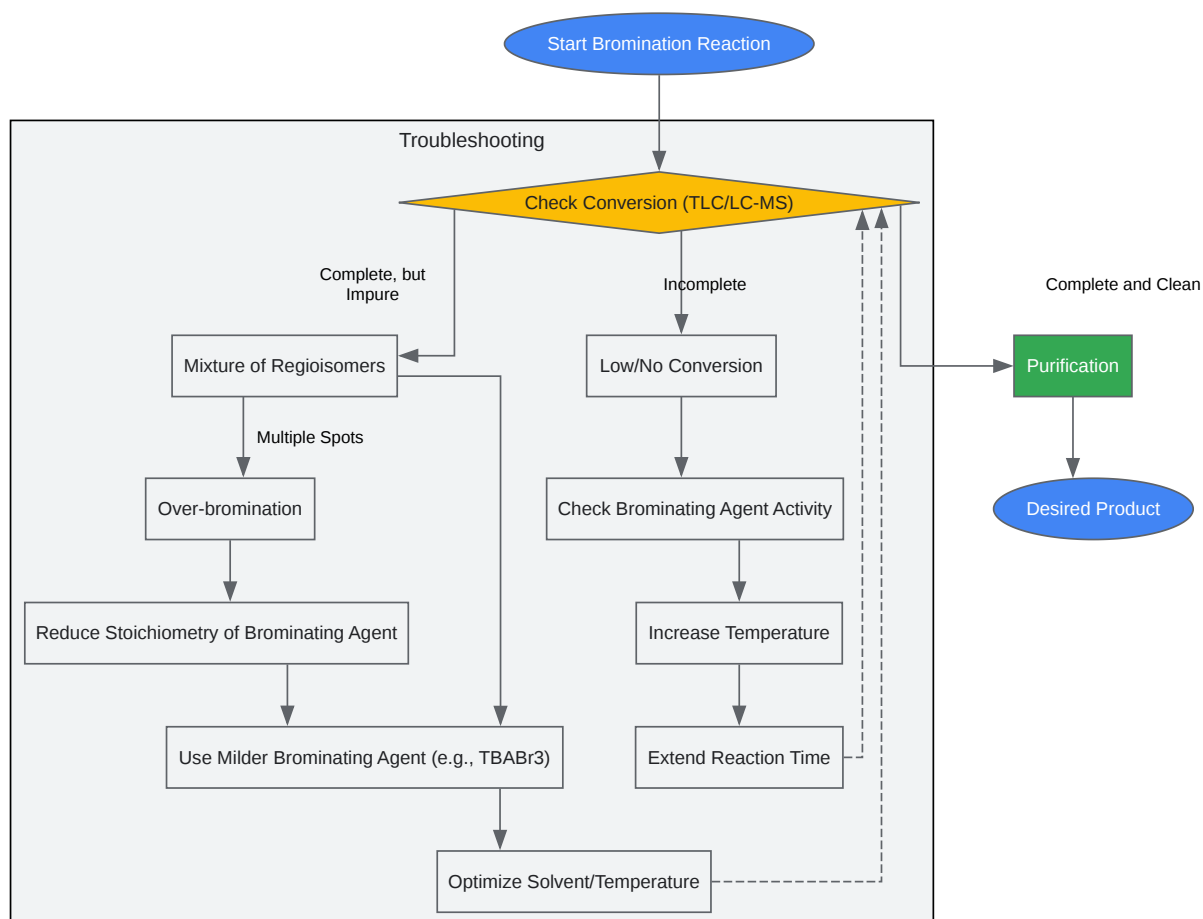 Start Bromination Reaction
Troubleshooting
Check Conversion (TLC/LC-MS)
Complete, but
Impure
Incomplete
Complete and Clean
Mixture of Regioisomers
Low/No Conversion
Purification
Multiple Spots
Over-bromination
Check Brominating Agent Activity
Desired Product
Reduce Stoichiometry of Brominating Agent
Increase Temperature
Use Milder Brominating Agent (e.g., TBABr3)
Extend Reaction Time
Optimize Solvent/Temperature